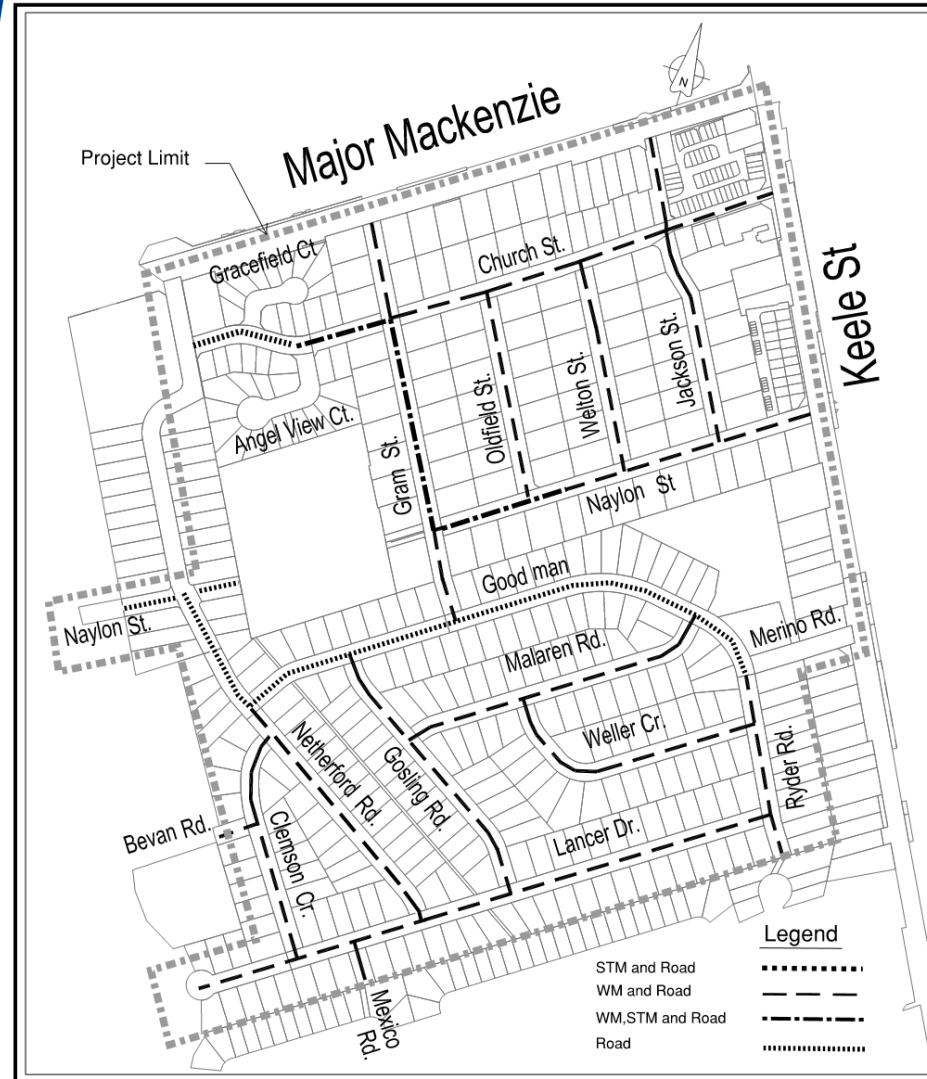 N
Major Mackenzie
Project Limit
Gracefield Ct
Church St.
Keele St
Angel View Ct.
Gram St.
Oldfield St.
Welton St.
Jackson St.
Naylon St
Good man
Naylon St.
Malaren Rd.
Merino Rd.
Weller Cr.
Netherford Rd.
Gosling Rd.
Ryder Rd.
Bevan Rd.
Clemson Cr.
Lancer Dr.
Mexico
Rd.
Legend
STM and Road
WM and Road
WM,STM and Road
Road